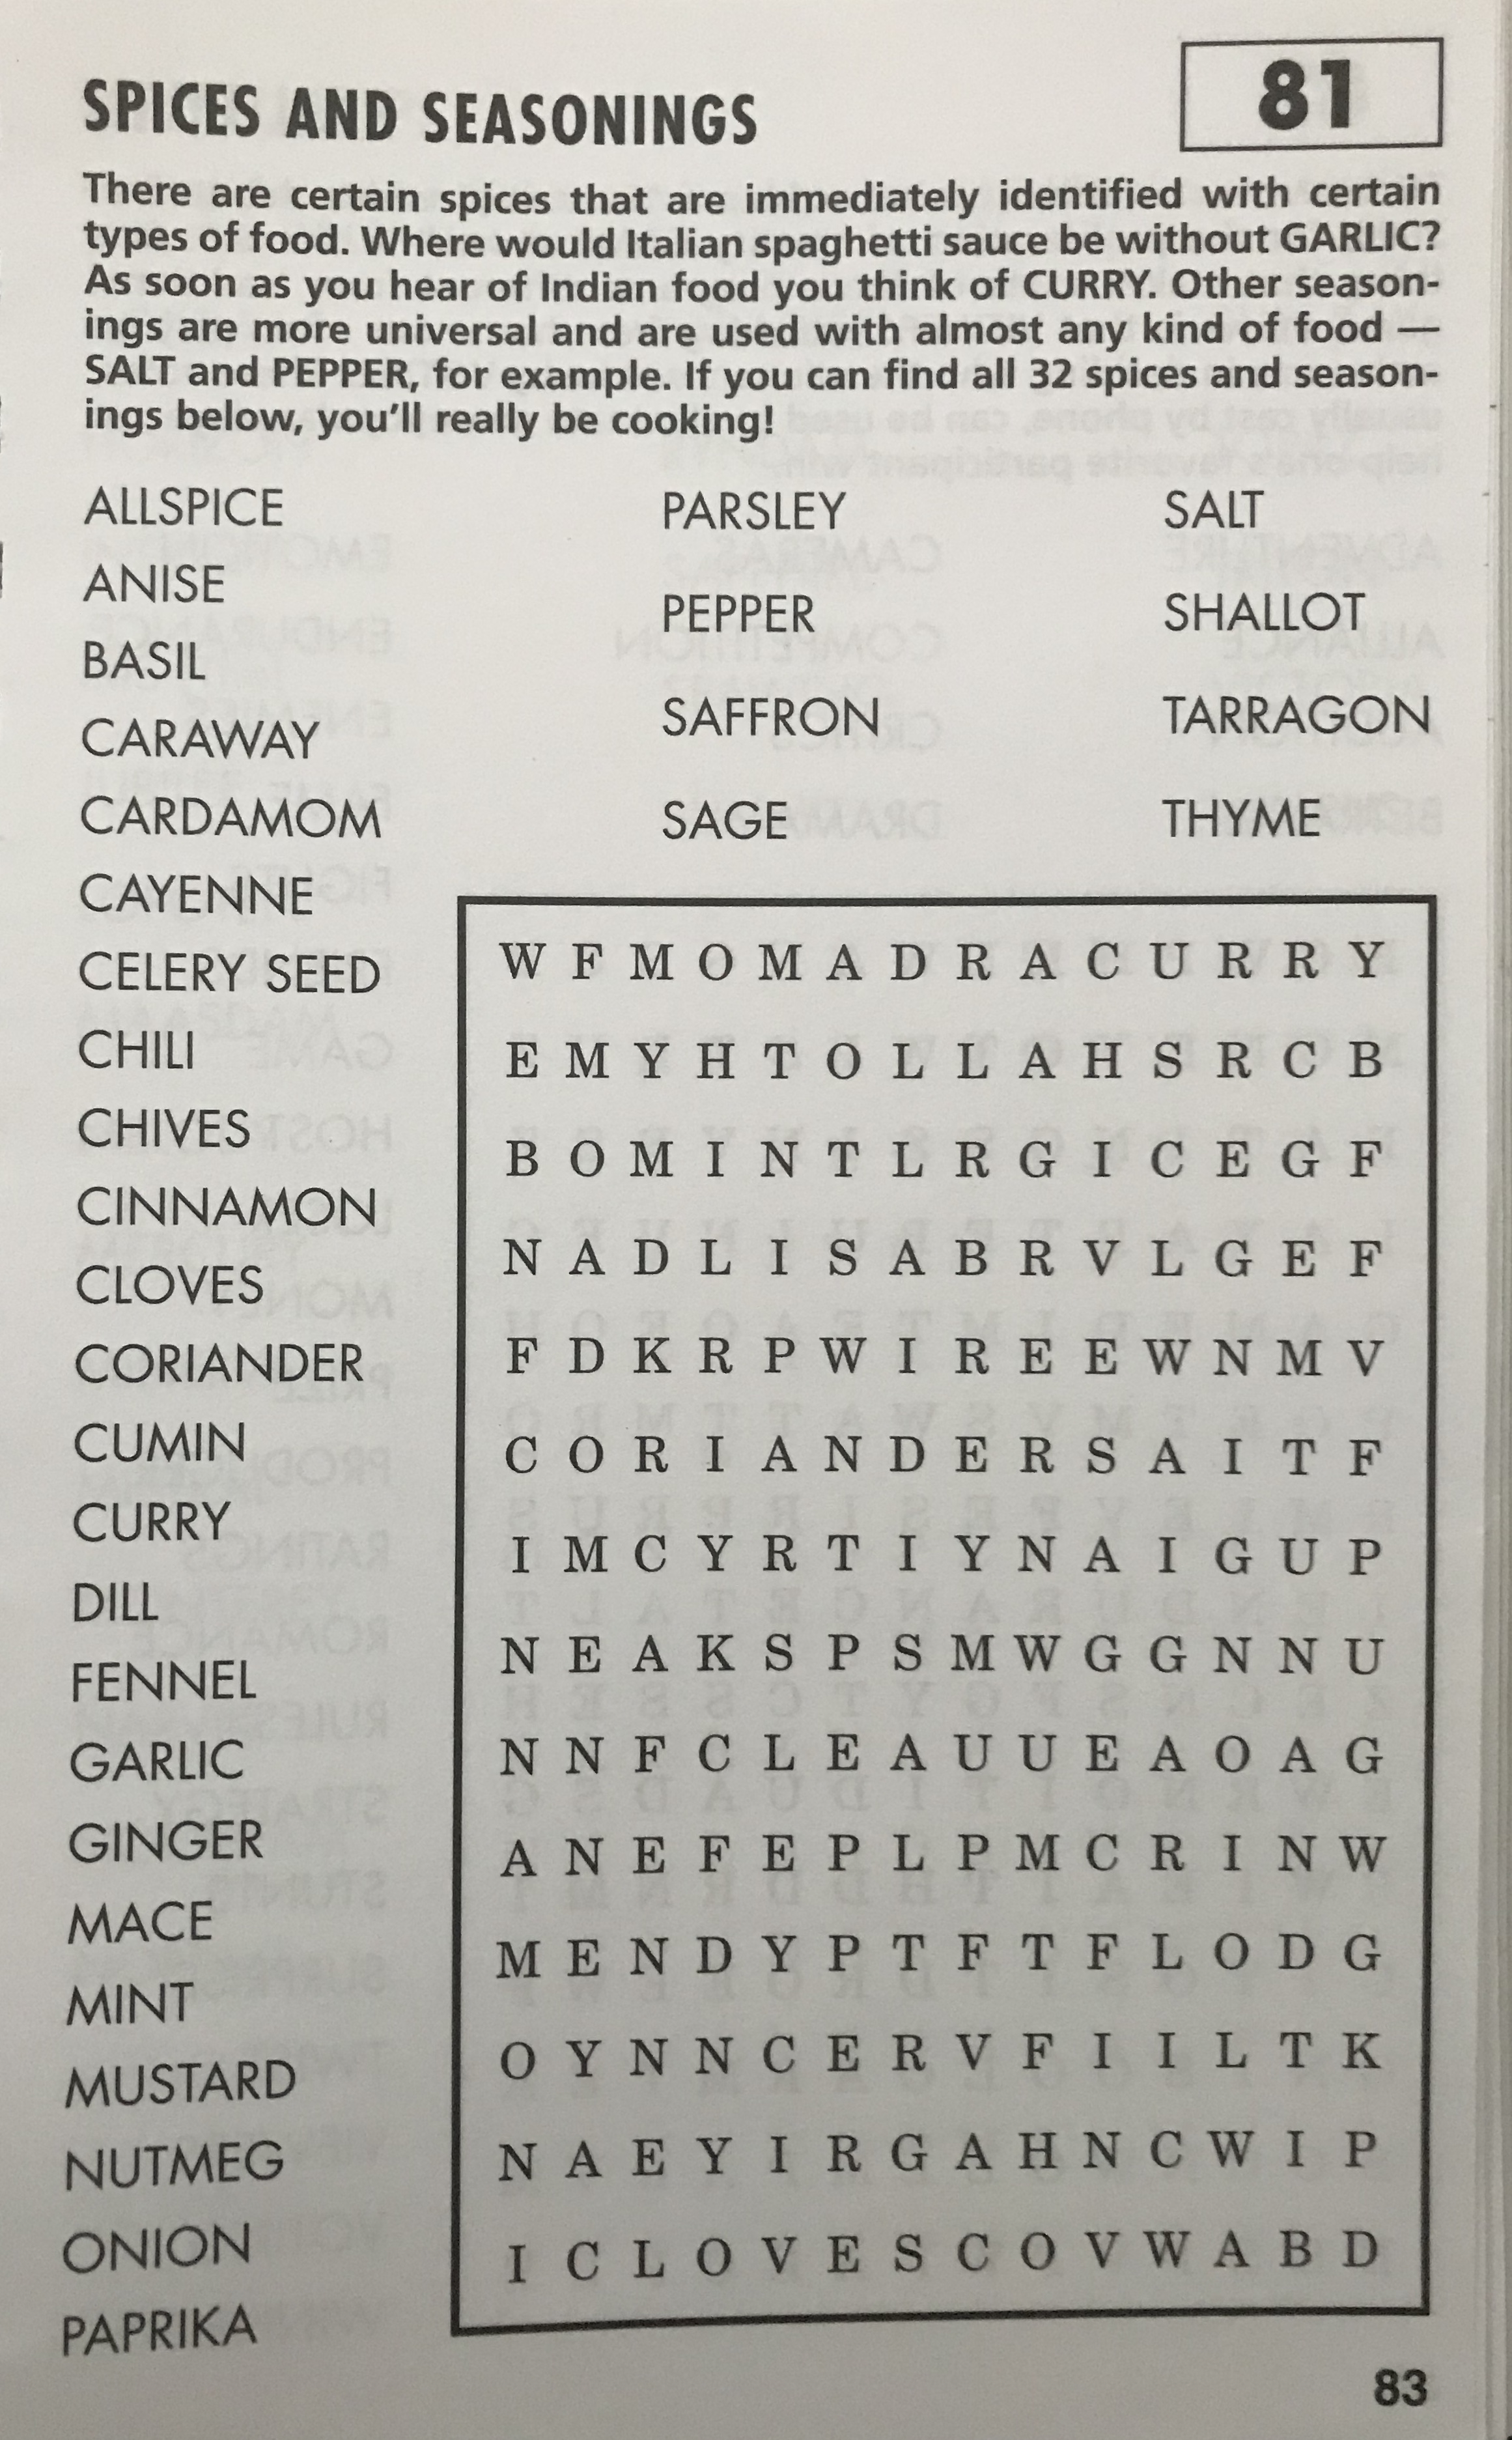 SPICES AND SEASONINGS
81
There are certain spices that are immediately identified with certain
types of food. Where would Italian spaghetti sauce be without GARLIC?
As soon as you hear of Indian food you think of CURRY. Other season-
ings are more universal and are used with almost any kind of food —
SALT and PEPPER, for example. If you can find all 32 spices and season-
ings below, you'll really be cooking!
ALLSPICE
ANISE
BASIL
CARAWAY
CARDAMOM
CAYENNE
CELERY SEED
CHILI
CHIVES
CINNAMON
CLOVES
CORIANDER
CUMIN
CURRY
DILL
FENNEL
GARLIC
GINGER
MACE
MINT
MUSTARD
NUTMEG
ONION
PAPRIKA
PARSLEY
PEPPER
SAFFRON
SAGE
SALT
SHALLOT
TARRAGON
THYME
W F M O M A D R A C U R R Y
E M Y H T O L L A H S R C B
B O M I N T L R G I C E G F
N A D L I S A B R V L G E F
F D K R P W I R E E W N M V
C O R I A N D E R S A I T F
I M C Y R T I Y N A I G U P
N E A K S P S M W G G N N U
N N F C L E A U U E A O A G
A N E F E P L P M C R I N W
M E N D Y P T F T F L O D G
O Y N N C E R V F I I L T K
N A E Y I R G A H N C W I P
I C L O V E S C O V W A B D
83